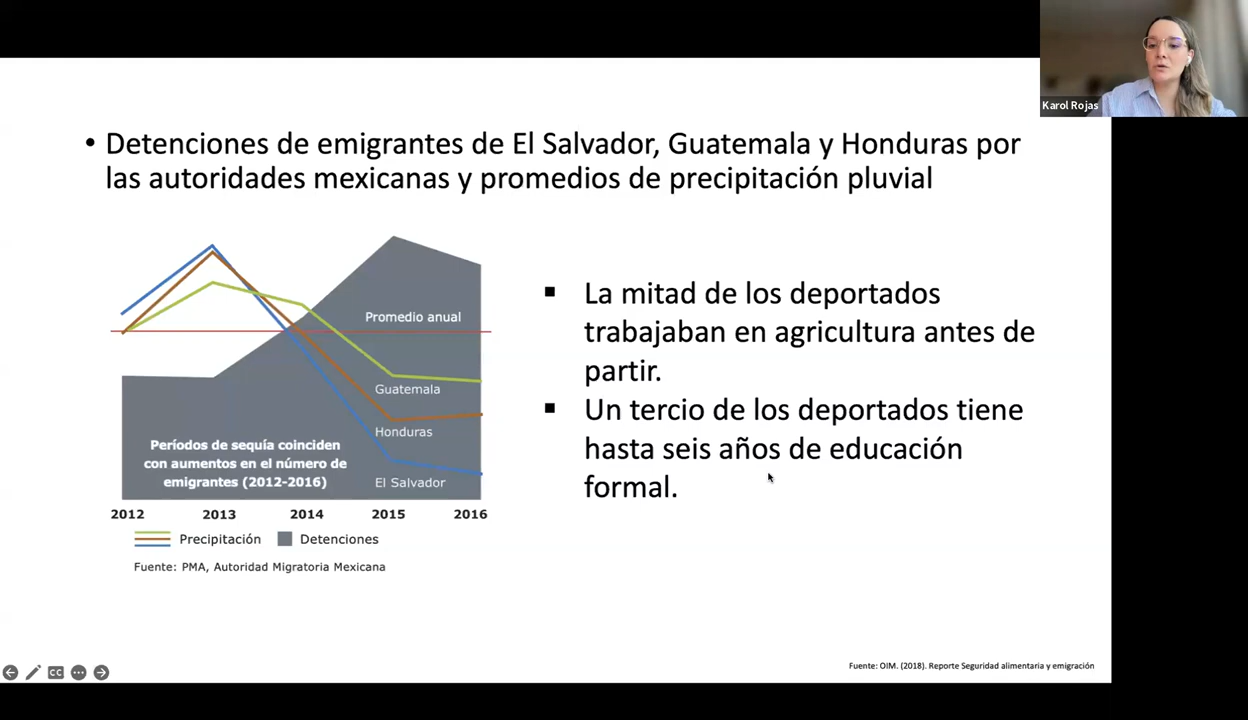 Karol Rojas
• Detenciones de emigrantes de El Salvador, Guatemala y Honduras por
las autoridades mexicanas y promedios de precipitación pluvial
Promedio anual
Guatemala
Honduras
El Salvador
Períodos de sequía coinciden
con aumentos en el número de
emigrantes (2012-2016)
2012 2013 2014 2015 2016
Precipitación Detenciones
Fuente: PMA, Autoridad Migratoria Mexicana
▪ La mitad de los deportados
trabajaban en agricultura antes de
partir.
▪ Un tercio de los deportados tiene
hasta seis años de educación
formal.
Fuente: OIM. (2018). Reporte Seguridad alimentaria y emigración
CC